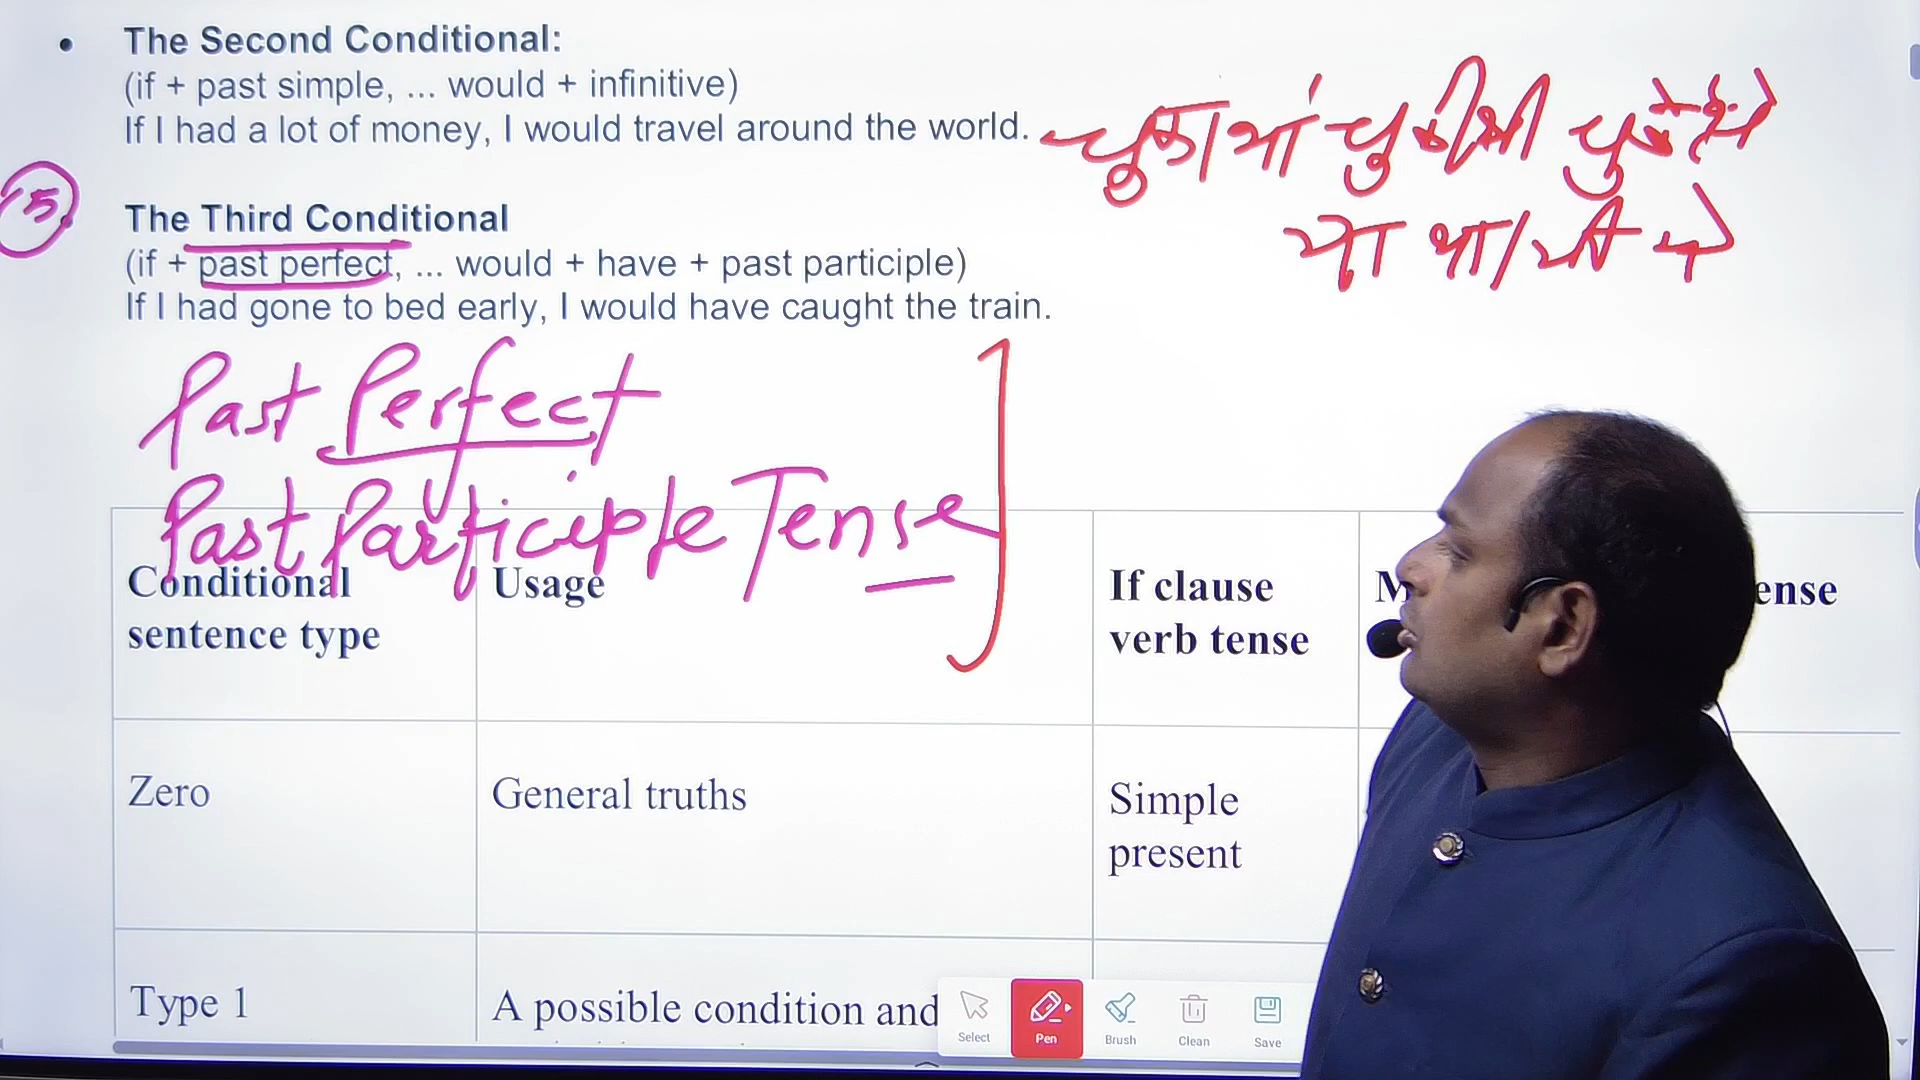 • The Second Conditional:
(if + past simple, ... would + infinitive)
If I had a lot of money, I would travel around the world.
चूका था चुकी थी चुके थे
या था / थी थे
5
The Third Conditional
(if + past perfect, ... would + have + past participle)
If I had gone to bed early, I would have caught the train.
Past Perfect
Past Participle Tense
Conditional sentence type
Usage
If clause verb tense
ense
Zero
General truths
Simple present
Type 1
A possible condition and
Select
Pen
Brush
Clean
Save